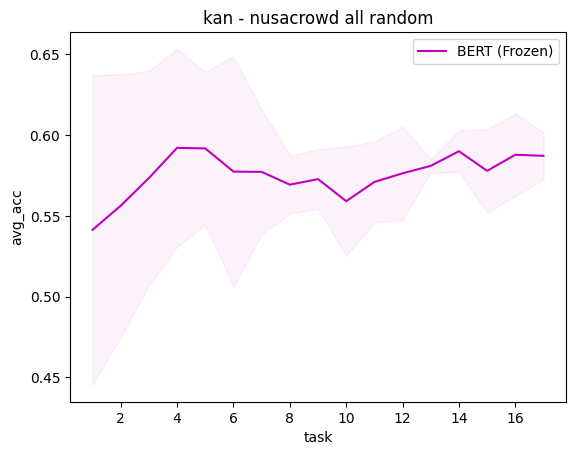 kan - nusacrowd all random
BERT (Frozen)
avg_acc
0.65
0.60
0.55
0.50
0.45
2 4 6 8 10 12 14 16
task